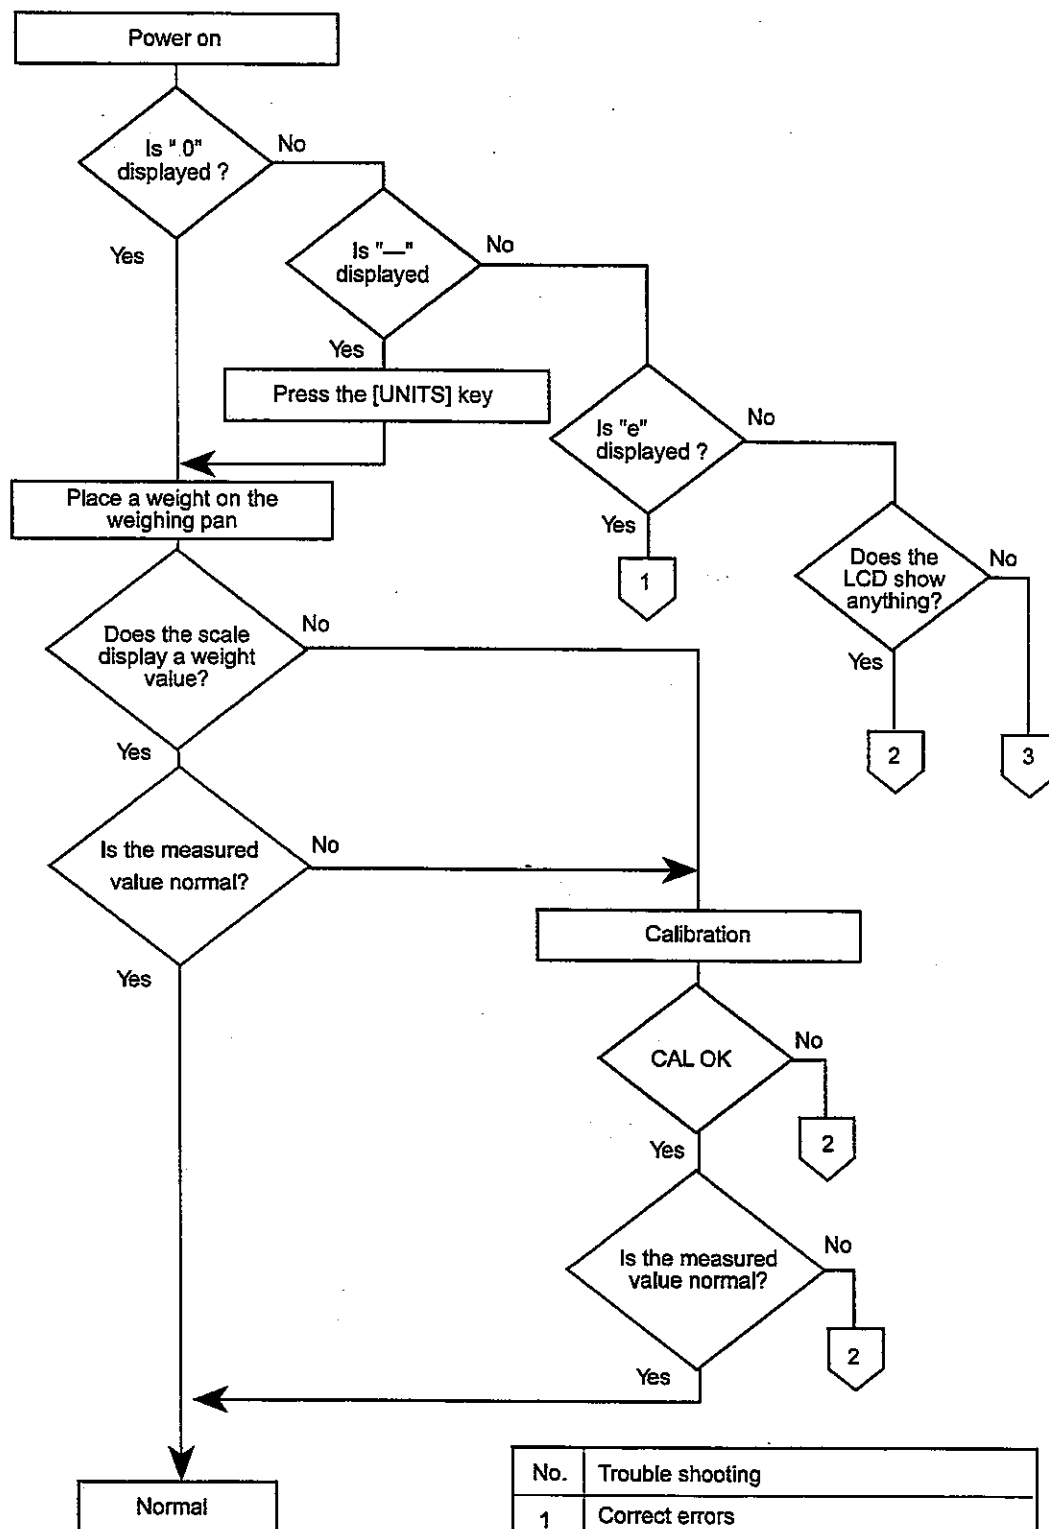 Power on
Is ".0"
displayed ?
No
Yes
Is "—"
displayed
No
Yes
Press the [UNITS] key
Is "e"
displayed ?
No
Yes
1
Does the
LCD show
anything?
No
Yes
2
3
Place a weight on the
weighing pan
Does the scale
display a weight
value?
No
Yes
Is the measured
value normal?
No
Yes
Calibration
CAL OK
No
Yes
2
Is the measured
value normal?
No
Yes
2
Normal
No. Trouble shooting
1 Correct errors